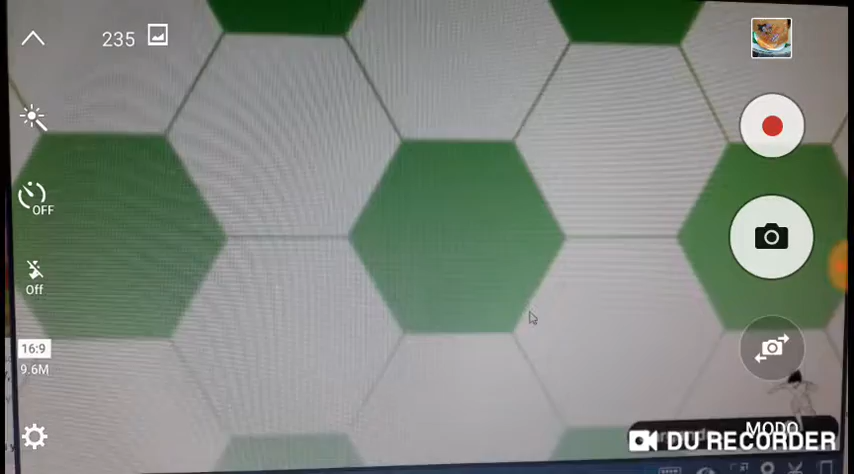 235
OFF
Off
16:9
9.6M
MODO
DU RECORDER